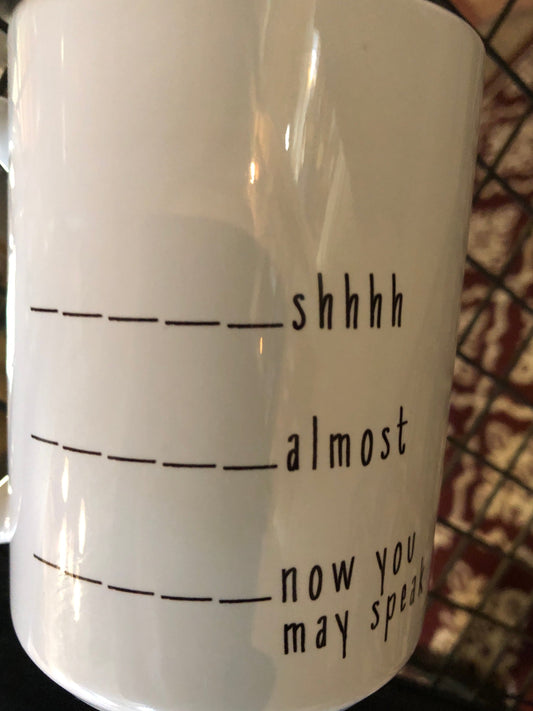 _ _ _ _ _ shhhh
_ _ _ _ _ almost
_ _ _ _ _ now you
may speak